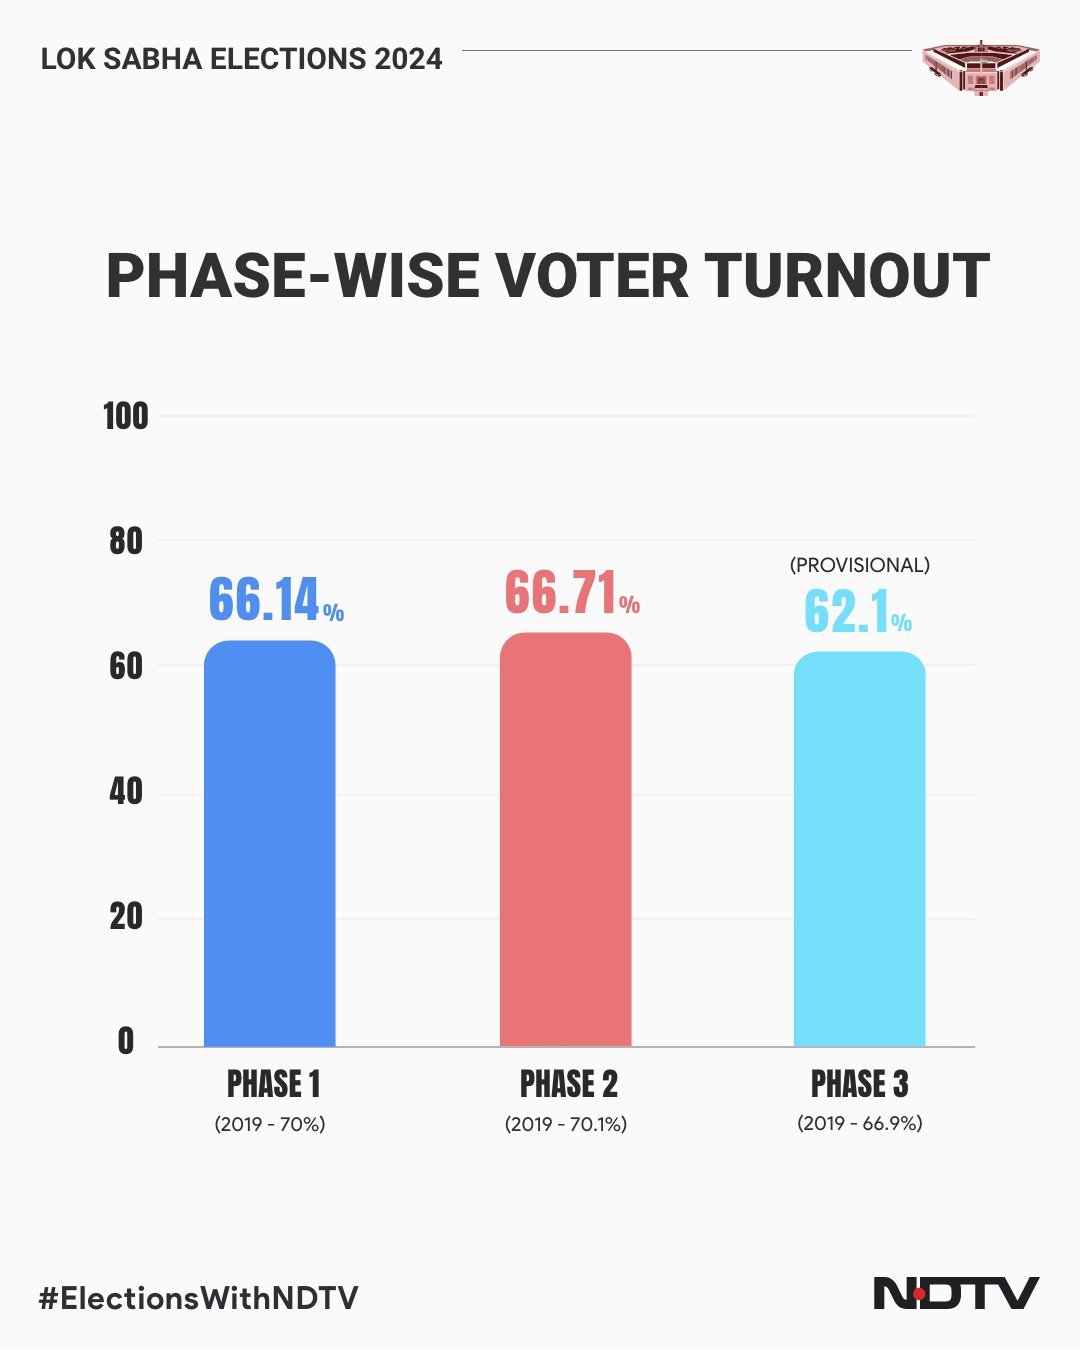 LOK SABHA ELECTIONS 2024
PHASE-WISE VOTER TURNOUT
100
80
60
40
20
0
66.14%
66.71%
(PROVISIONAL)
62.1%
PHASE 1
(2019 - 70%)
PHASE 2
(2019 - 70.1%)
PHASE 3
(2019 - 66.9%)
#ElectionsWithNDTV
NDTV